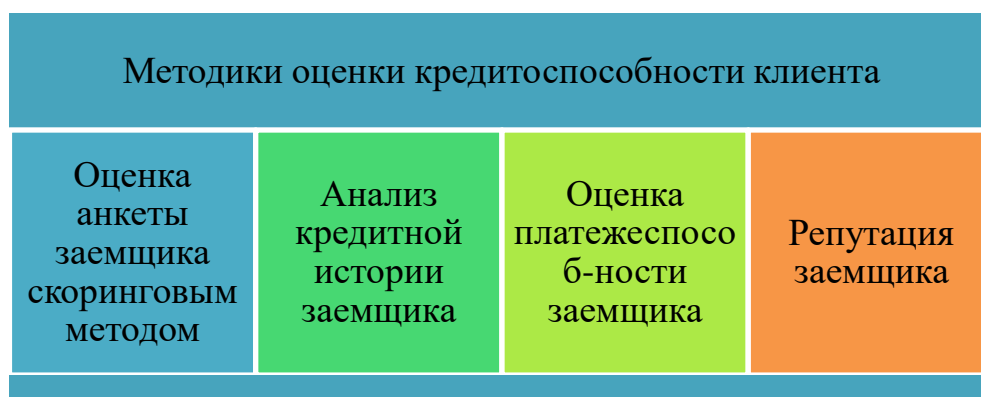 Методики оценки кредитоспособности клиента
Оценка
анкеты
заемщика
скоринговым
методом
Анализ
кредитной
истории
заемщика
Оценка
платежеспосо
б-ности
заемщика
Репутация
заемщика